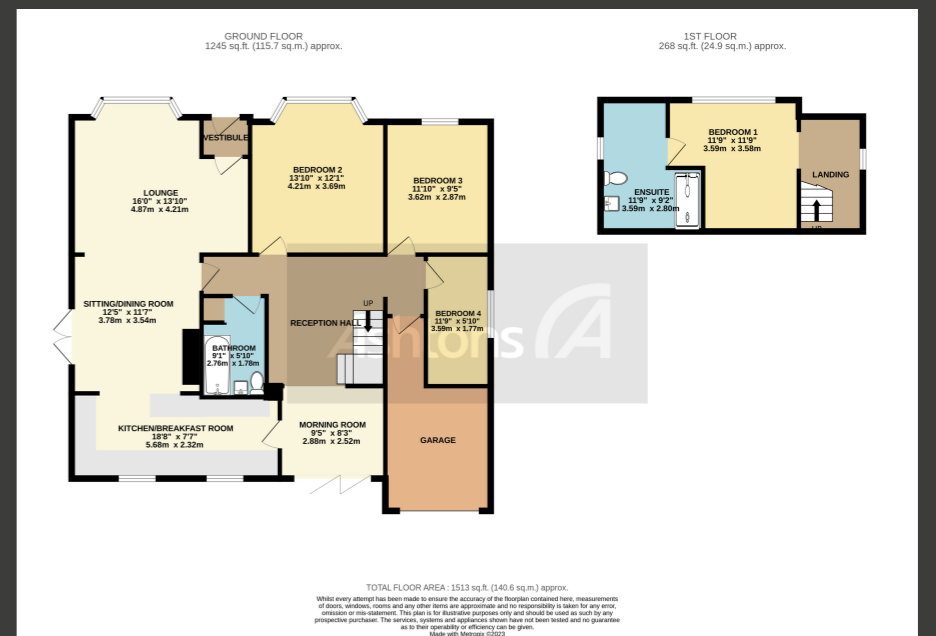 GROUND FLOOR
1245 sq.ft. (115.7 sq.m.) approx.
1ST FLOOR
268 sq.ft. (24.9 sq.m.) approx.
VESTIBULE
LOUNGE
16'0" x 13'10"
4.87m x 4.21m
BEDROOM 2
13'10" x 12'1"
4.21m x 3.69m
BEDROOM 3
11'10" x 9'5"
3.62m x 2.87m
BEDROOM 1
11'9" x 11'9"
3.59m x 3.58m
LANDING
ENSUITE
11'9" x 9'2"
3.59m x 2.80m
UP
SITTING/DINING ROOM
12'5" x 11'7"
3.78m x 3.54m
UP
RECEPTION HALL
BEDROOM 4
11'9" x 5'10"
3.59m x 1.77m
Ashtons
BATHROOM
9'1" x 5'10"
2.76m x 1.78m
KITCHEN/BREAKFAST ROOM
18'8" x 7'7"
5.68m x 2.32m
MORNING ROOM
9'5" x 8'3"
2.88m x 2.52m
GARAGE
TOTAL FLOOR AREA : 1513 sq.ft. (140.6 sq.m.) approx.
Whilst every attempt has been made to ensure the accuracy of the floorplan contained here, measurements
of doors, windows, rooms and any other items are approximate and no responsibility is taken for any error,
omission or mis-statement. This plan is for illustrative purposes only and should be used as such by any
prospective purchaser. The services, systems and appliances shown have not been tested and no guarantee
as to their operability or efficiency can be given.
Made with Metropix ©2023